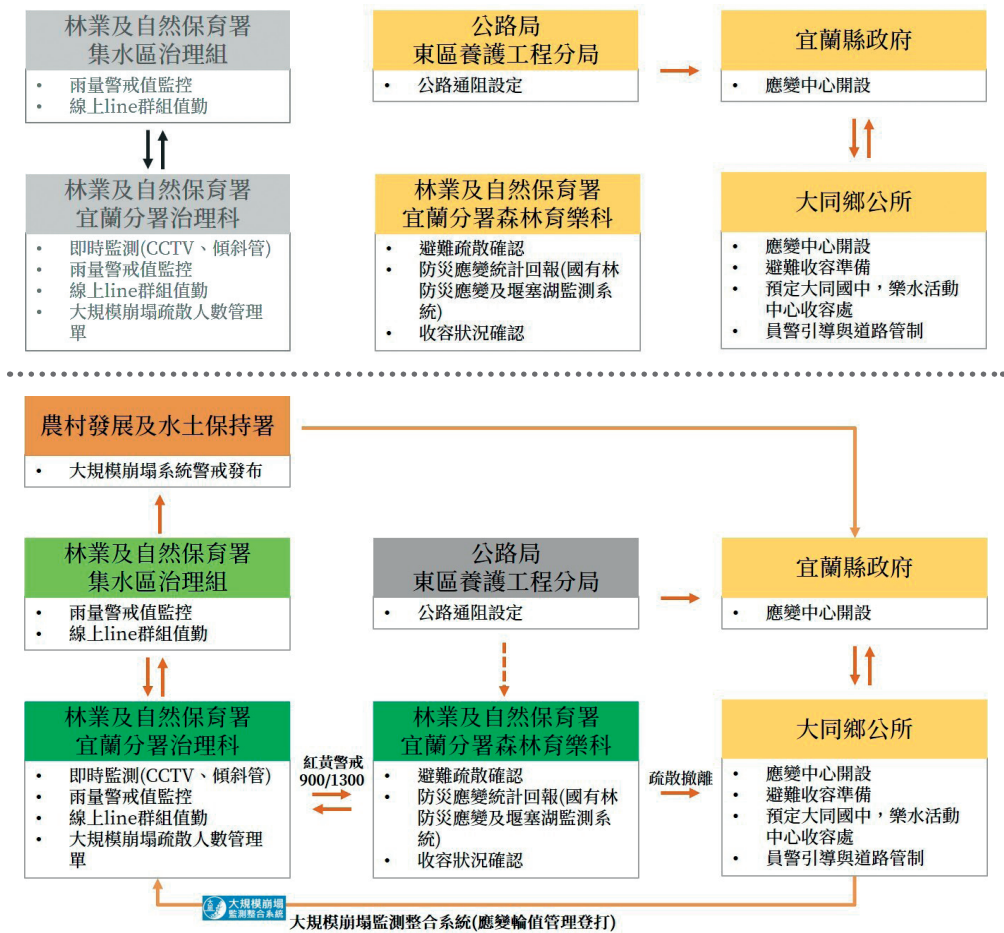 林業及自然保育署
集水區治理組
• 雨量警戒值監控
• 線上line群組值勤
公路局
東區養護工程分局
• 公路通阻設定
宜蘭縣政府
• 應變中心開設
林業及自然保育署
宜蘭分署治理科
• 即時監測(CCTV、傾斜管)
• 雨量警戒值監控
• 線上line群組值勤
• 大規模崩塌疏散人數管理
單
林業及自然保育署
宜蘭分署森林育樂科
• 避難疏散確認
• 防災應變統計回報(國有林
防災應變及堰塞湖監測系
統)
• 收容狀況確認
大同鄉公所
• 應變中心開設
• 避難收容準備
• 預定大同國中，樂水活動
中心收容處
• 員警引導與道路管制
農村發展及水土保持署
• 大規模崩塌系統警戒發布
林業及自然保育署
集水區治理組
• 雨量警戒值監控
• 線上line群組值勤
公路局
東區養護工程分局
• 公路通阻設定
宜蘭縣政府
• 應變中心開設
林業及自然保育署
宜蘭分署治理科
• 即時監測(CCTV、傾斜管)
• 雨量警戒值監控
• 線上line群組值勤
• 大規模崩塌疏散人數管理
單
紅黃警戒
900/1300
林業及自然保育署
宜蘭分署森林育樂科
• 避難疏散確認
• 防災應變統計回報(國有林
防災應變及堰塞湖監測系
統)
• 收容狀況確認
疏散撤離
大同鄉公所
• 應變中心開設
• 避難收容準備
• 預定大同國中，樂水活動
中心收容處
• 員警引導與道路管制
大規模崩塌
監測整合系統
大規模崩塌監測整合系統(應變輪值管理登打)